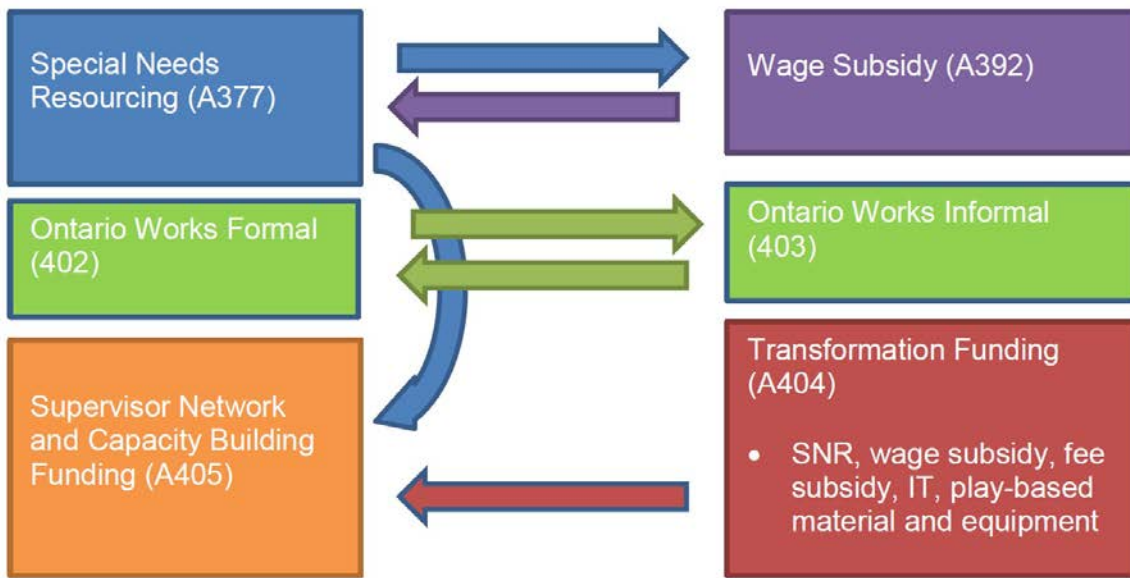 Special Needs
Resourcing (A377)
Wage Subsidy (A392)
Ontario Works Formal
(402)
Ontario Works Informal
(403)
Supervisor Network
and Capacity Building
Funding (A405)
Transformation Funding
(A404)
• SNR, wage subsidy, fee
subsidy, IT, play-based
material and equipment